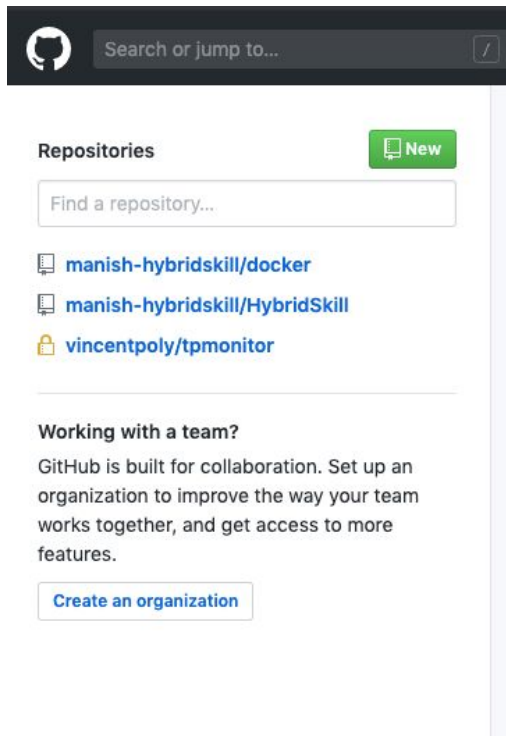 Search or jump to...
/
Repositories
New
Find a repository...
manish-hybridskill/docker
manish-hybridskill/HybridSkill
vincentpoly/tpmonitor
Working with a team?
GitHub is built for collaboration. Set up an
organization to improve the way your team
works together, and get access to more
features.
Create an organization